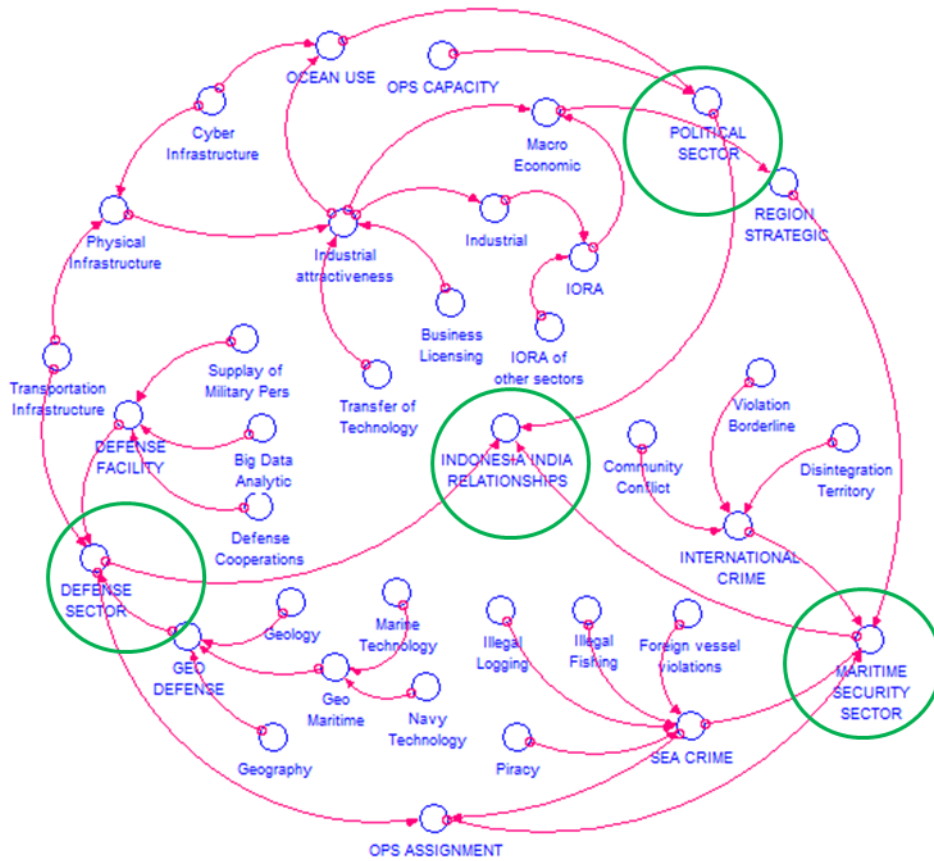 OCEAN USE
OPS CAPACITY
Cyber
Infrastructure
Macro
Economic
POLITICAL
SECTOR
REGION
STRATEGIC
Physical
Infrastructure
Industrial
attractiveness
Industrial
IORA
Business
Licensing
IORA of
other sectors
Transportation
Infrastructure
Supplay of
Military Pers
Transfer of
Technology
DEFENSE
FACILITY
Big Data
Analytic
Defense
Cooperations
INDONESIA INDIA
RELATIONSHIPS
Violation
Borderline
Community
Conflict
Disintegration
Territory
INTERNATIONAL
CRIME
DEFENSE
SECTOR
Geology
Marine
Technology
GEO
DEFENSE
Geo
Maritime
Navy
Technology
Geography
Illegal
Logging
Illegal
Fishing
Foreign vessel
violations
MARITIME
SECURITY
SECTOR
Piracy
SEA CRIME
OPS ASSIGNMENT